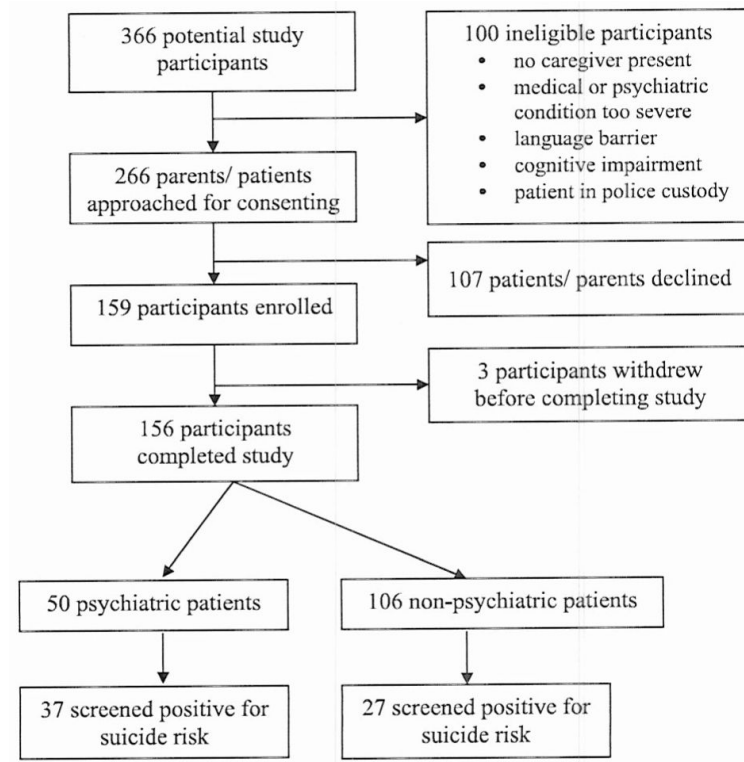 366 potential study
participants
100 ineligible participants
• no caregiver present
• medical or psychiatric
condition too severe
• language barrier
• cognitive impairment
• patient in police custody
266 parents/ patients
approached for consenting
107 patients/ parents declined
159 participants enrolled
3 participants withdrew
before completing study
156 participants
completed study
50 psychiatric patients
106 non-psychiatric patients
37 screened positive for
suicide risk
27 screened positive for
suicide risk